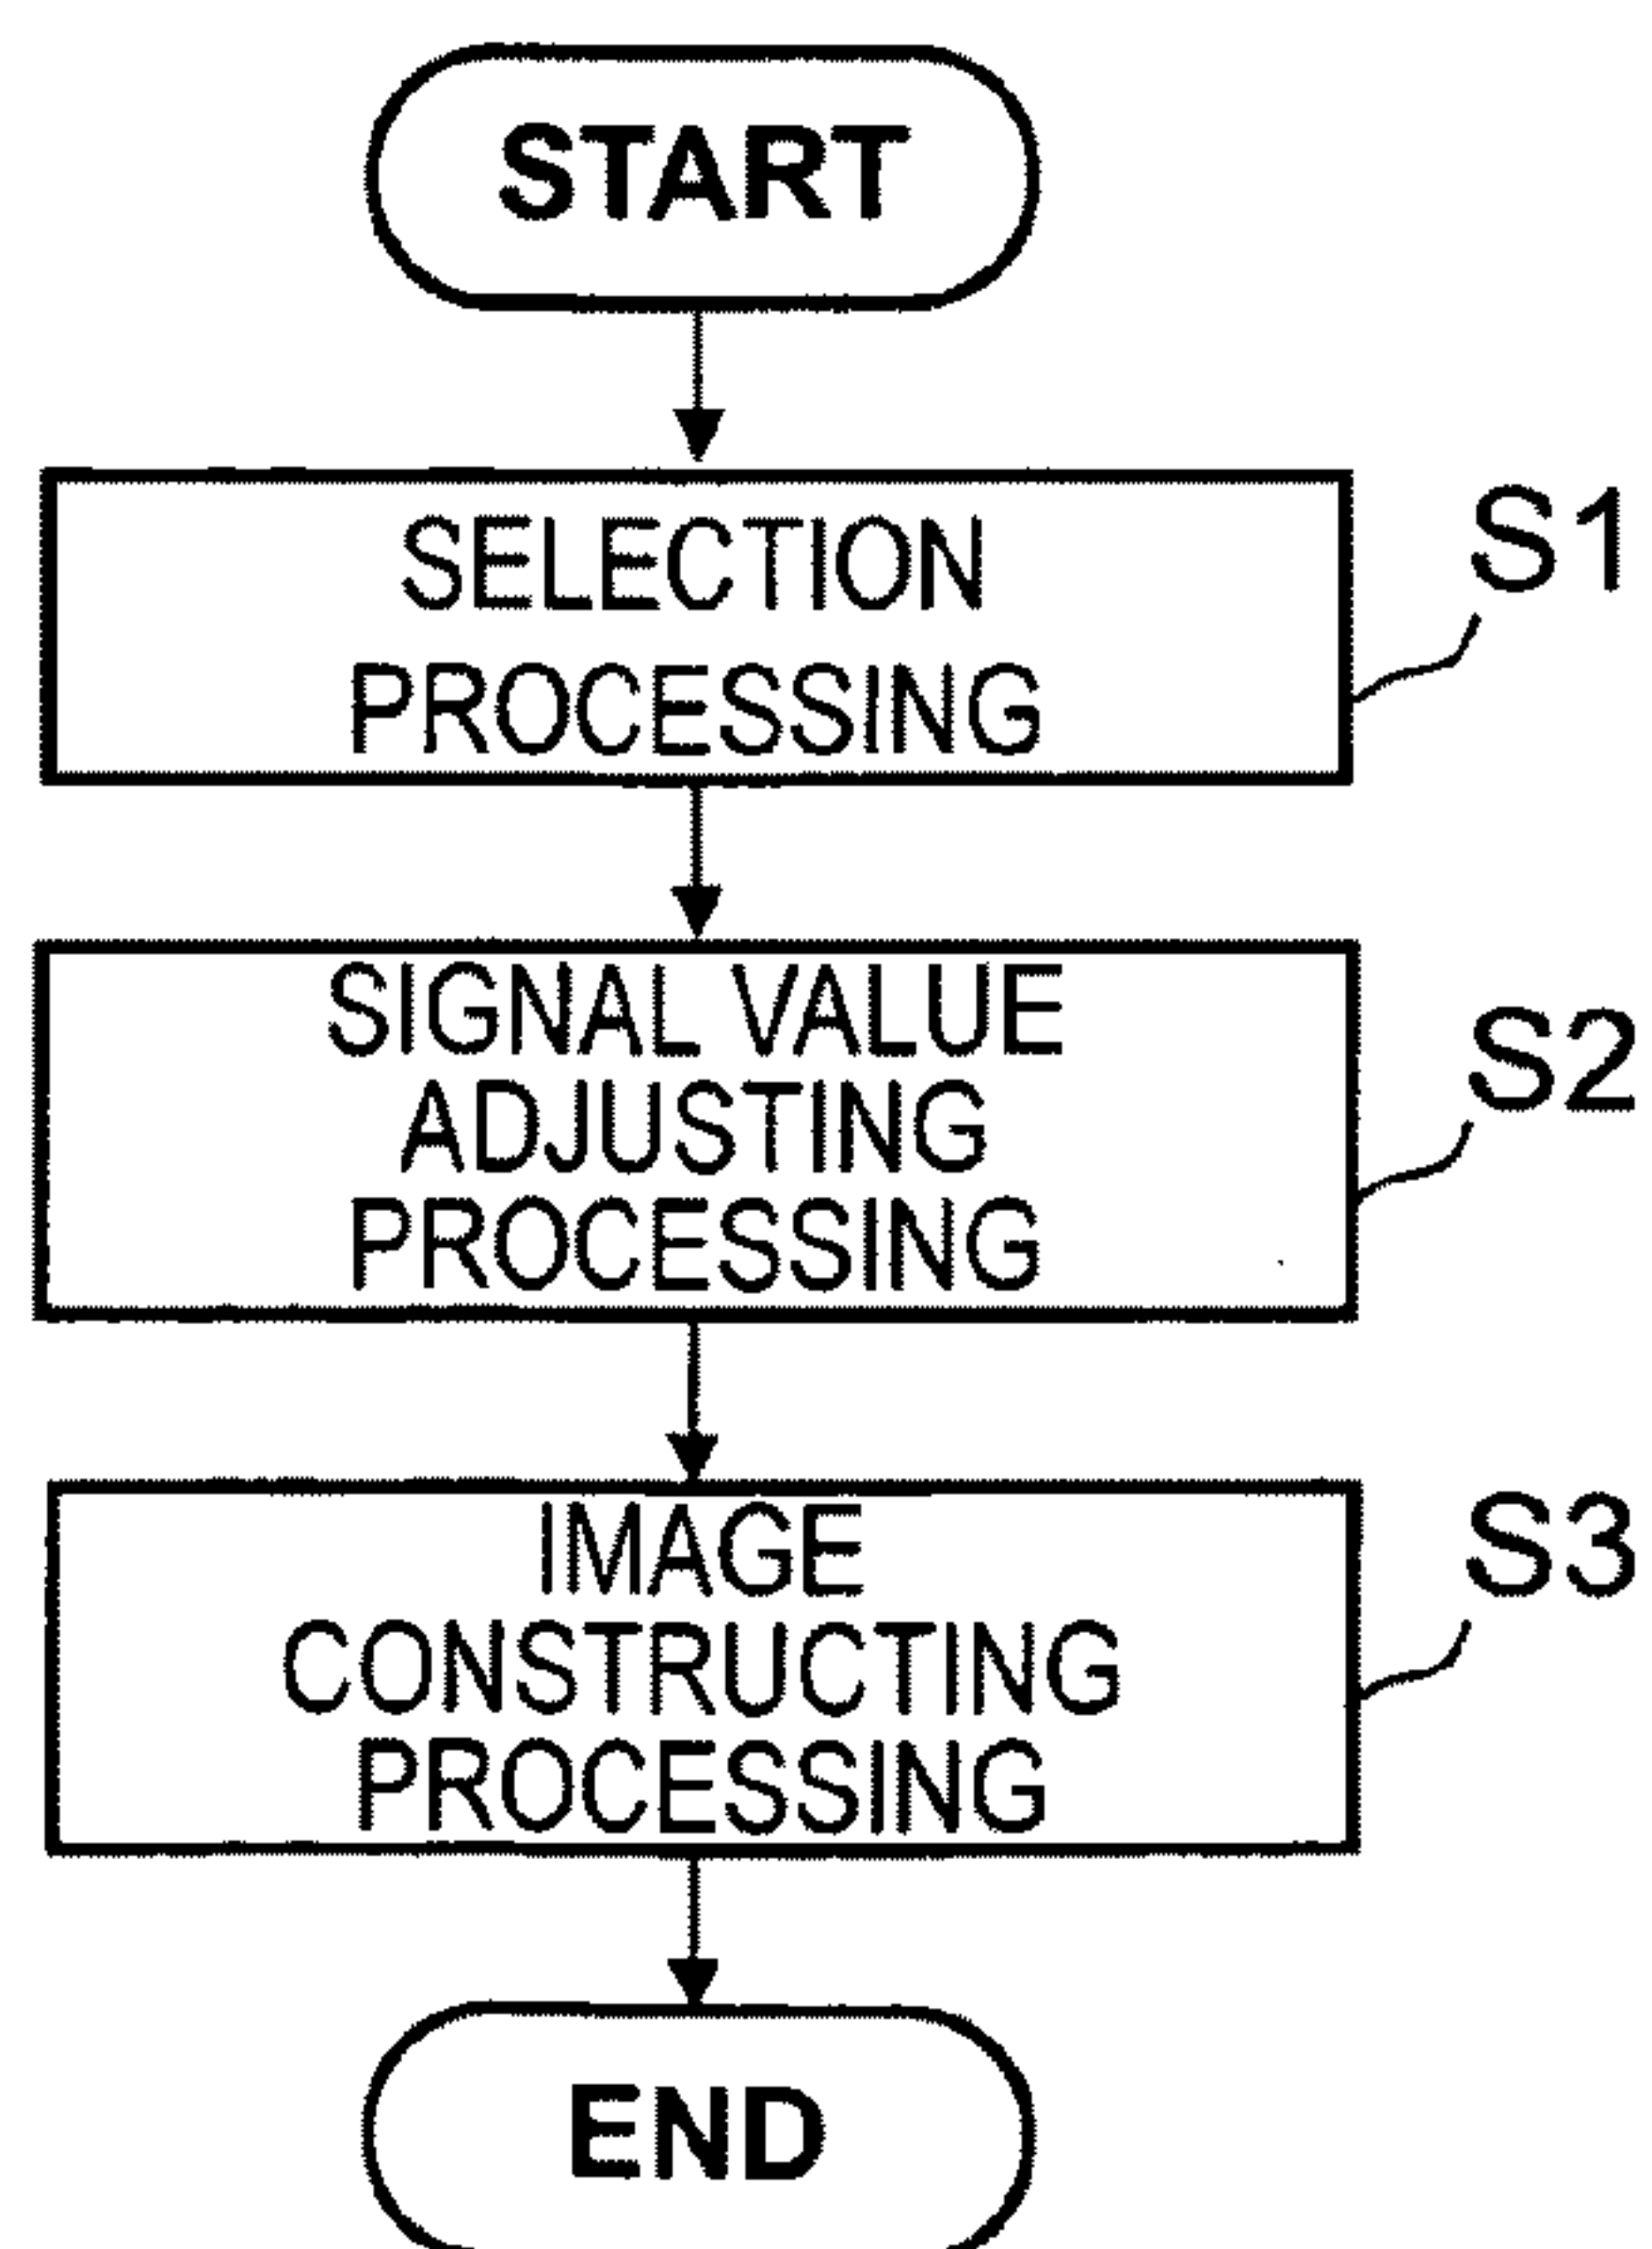 START
SELECTION
PROCESSING
S1
SIGNAL VALUE
ADJUSTING
PROCESSING
S2
IMAGE
CONSTRUCTING
PROCESSING
S3
END